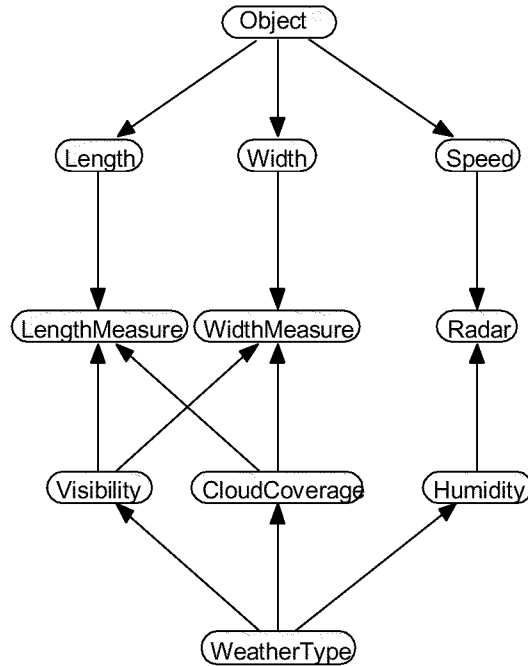 Object
Length
Width
Speed
LengthMeasure
WidthMeasure
Radar
Visibility
CloudCoverage
Humidity
WeatherType